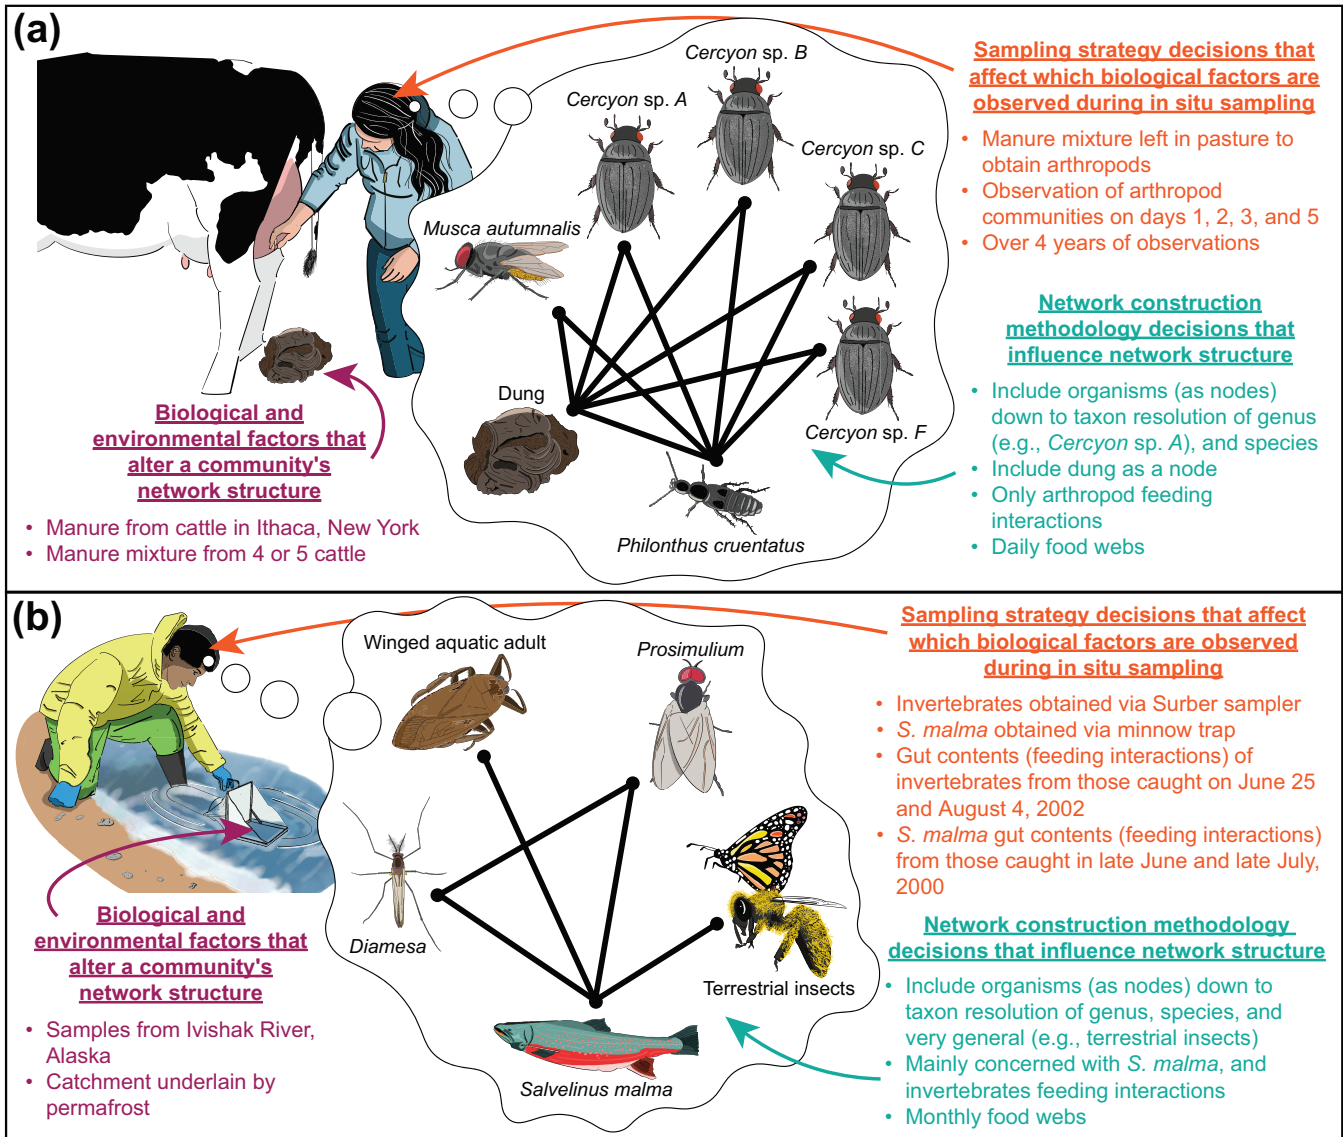 (a)
Cercyon sp. B
Cercyon sp. A
Cercyon sp. C
Musca autumnalis
Dung
Cercyon sp. F
Philonthus cruentatus
Biological and
environmental factors that
alter a community's
network structure
• Manure from cattle in Ithaca, New York
• Manure mixture from 4 or 5 cattle
Sampling strategy decisions that
affect which biological factors are
observed during in situ sampling
• Manure mixture left in pasture to
obtain arthropods
• Observation of arthropod
communities on days 1, 2, 3, and 5
• Over 4 years of observations
Network construction
methodology decisions that
influence network structure
• Include organisms (as nodes)
down to taxon resolution of genus
(e.g., Cercyon sp. A), and species
• Include dung as a node
• Only arthropod feeding
interactions
• Daily food webs
(b)
Winged aquatic adult
Prosimulium
Diamesa
Terrestrial insects
Salvelinus malma
Biological and
environmental factors that
alter a community's
network structure
• Samples from Ivishak River,
Alaska
• Catchment underlain by
permafrost
Sampling strategy decisions that affect
which biological factors are observed
during in situ sampling
• Invertebrates obtained via Surber sampler
• S. malma obtained via minnow trap
• Gut contents (feeding interactions) of
invertebrates from those caught on June 25
and August 4, 2002
• S. malma gut contents (feeding interactions)
from those caught in late June and late July,
2000
Network construction methodology
decisions that influence network structure
• Include organisms (as nodes) down to
taxon resolution of genus, species, and
very general (e.g., terrestrial insects)
• Mainly concerned with S. malma, and
invertebrates feeding interactions
• Monthly food webs